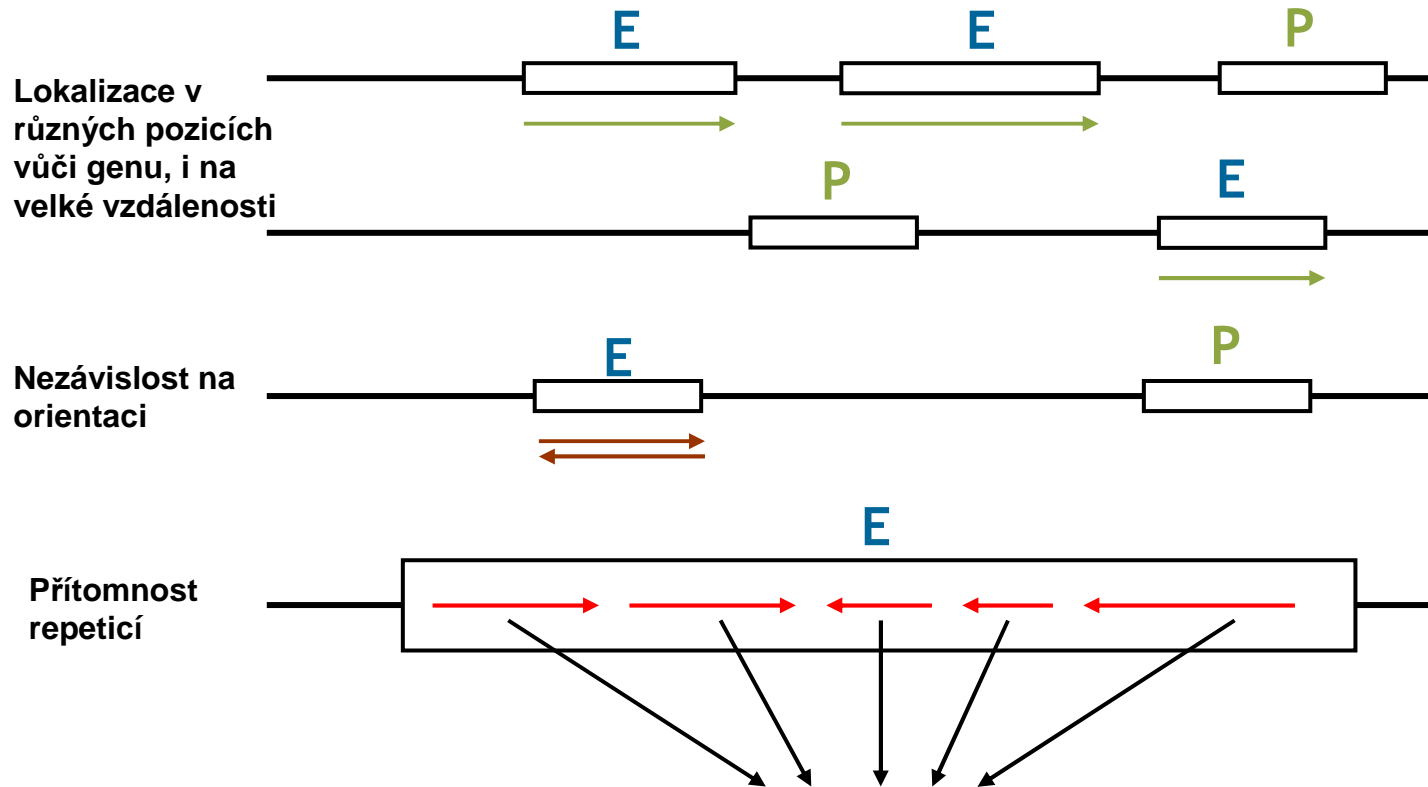 E E P
Lokalizace v
různých pozicích
vůči genu, i na
velké vzdálenosti
P E
E P
Nezávislost na
orientaci
E
Přítomnost
repeticí